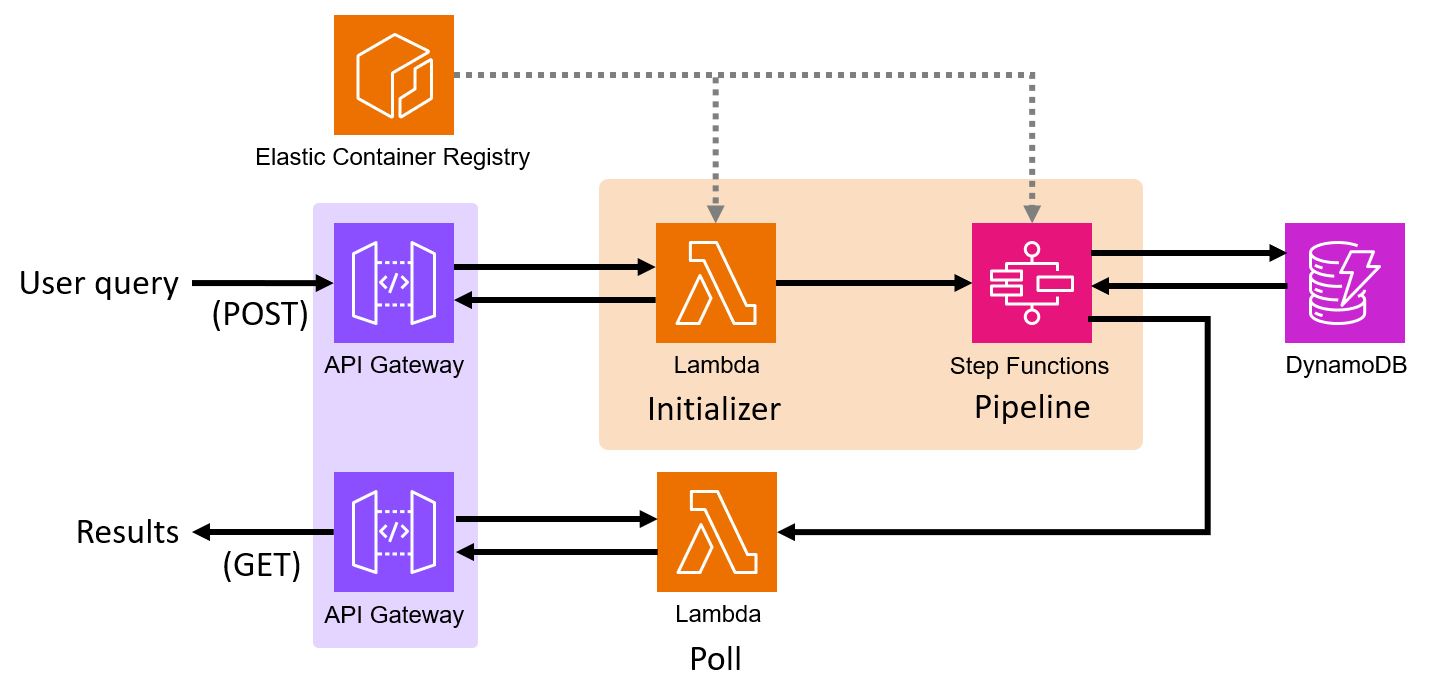 Elastic Container Registry
User query
(POST)
API Gateway
Lambda
Initializer
Step Functions
Pipeline
DynamoDB
Results
(GET)
API Gateway
Lambda
Poll